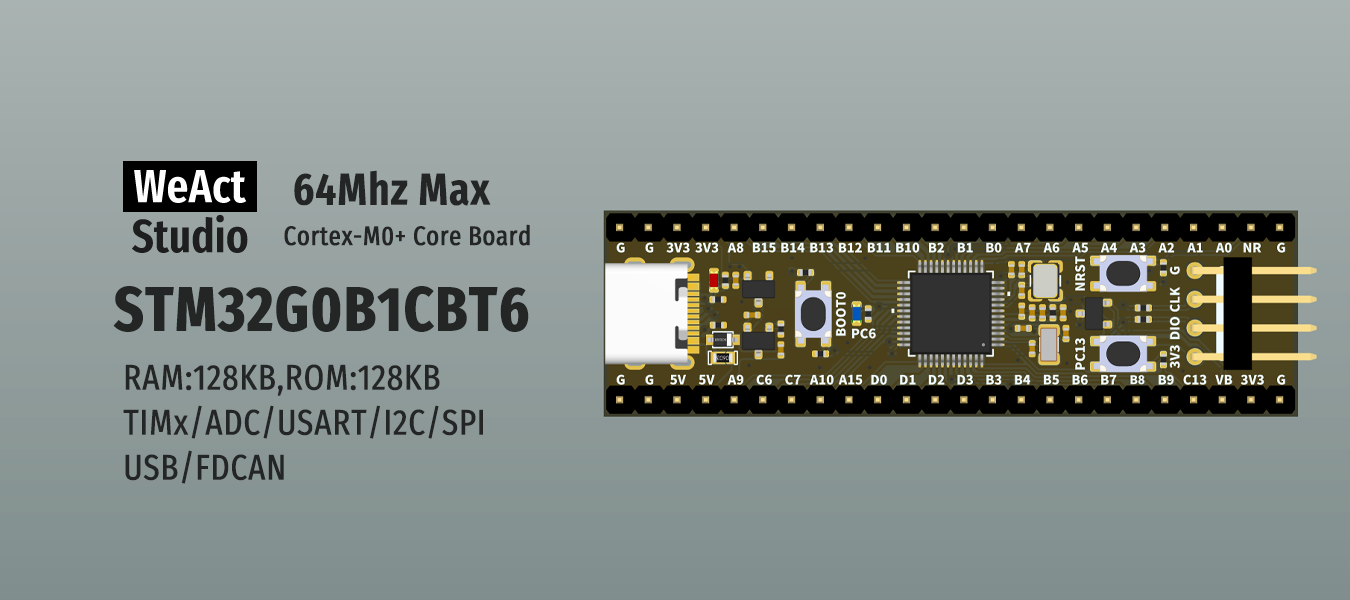 WeAct
Studio
64Mhz Max
Cortex-M0+ Core Board
STM32G0B1CBT6
RAM:128KB,ROM:128KB
TIMx/ADC/USART/I2C/SPI
USB/FDCAN
G G 3V3 3V3 A8 B15 B14 B13 B12 B11 B10 B2 B1 B0 A7 A6 A5 A4 A3 A2 A1 A0 NR G
BOOT0
PC6
NRST
PC13
G
CLK
DIO
3V3
G G 5V 5V A9 C6 C7 A10 A15 D0 D1 D2 D3 B3 B4 B5 B6 B7 B8 B9 C13 VB 3V3 G